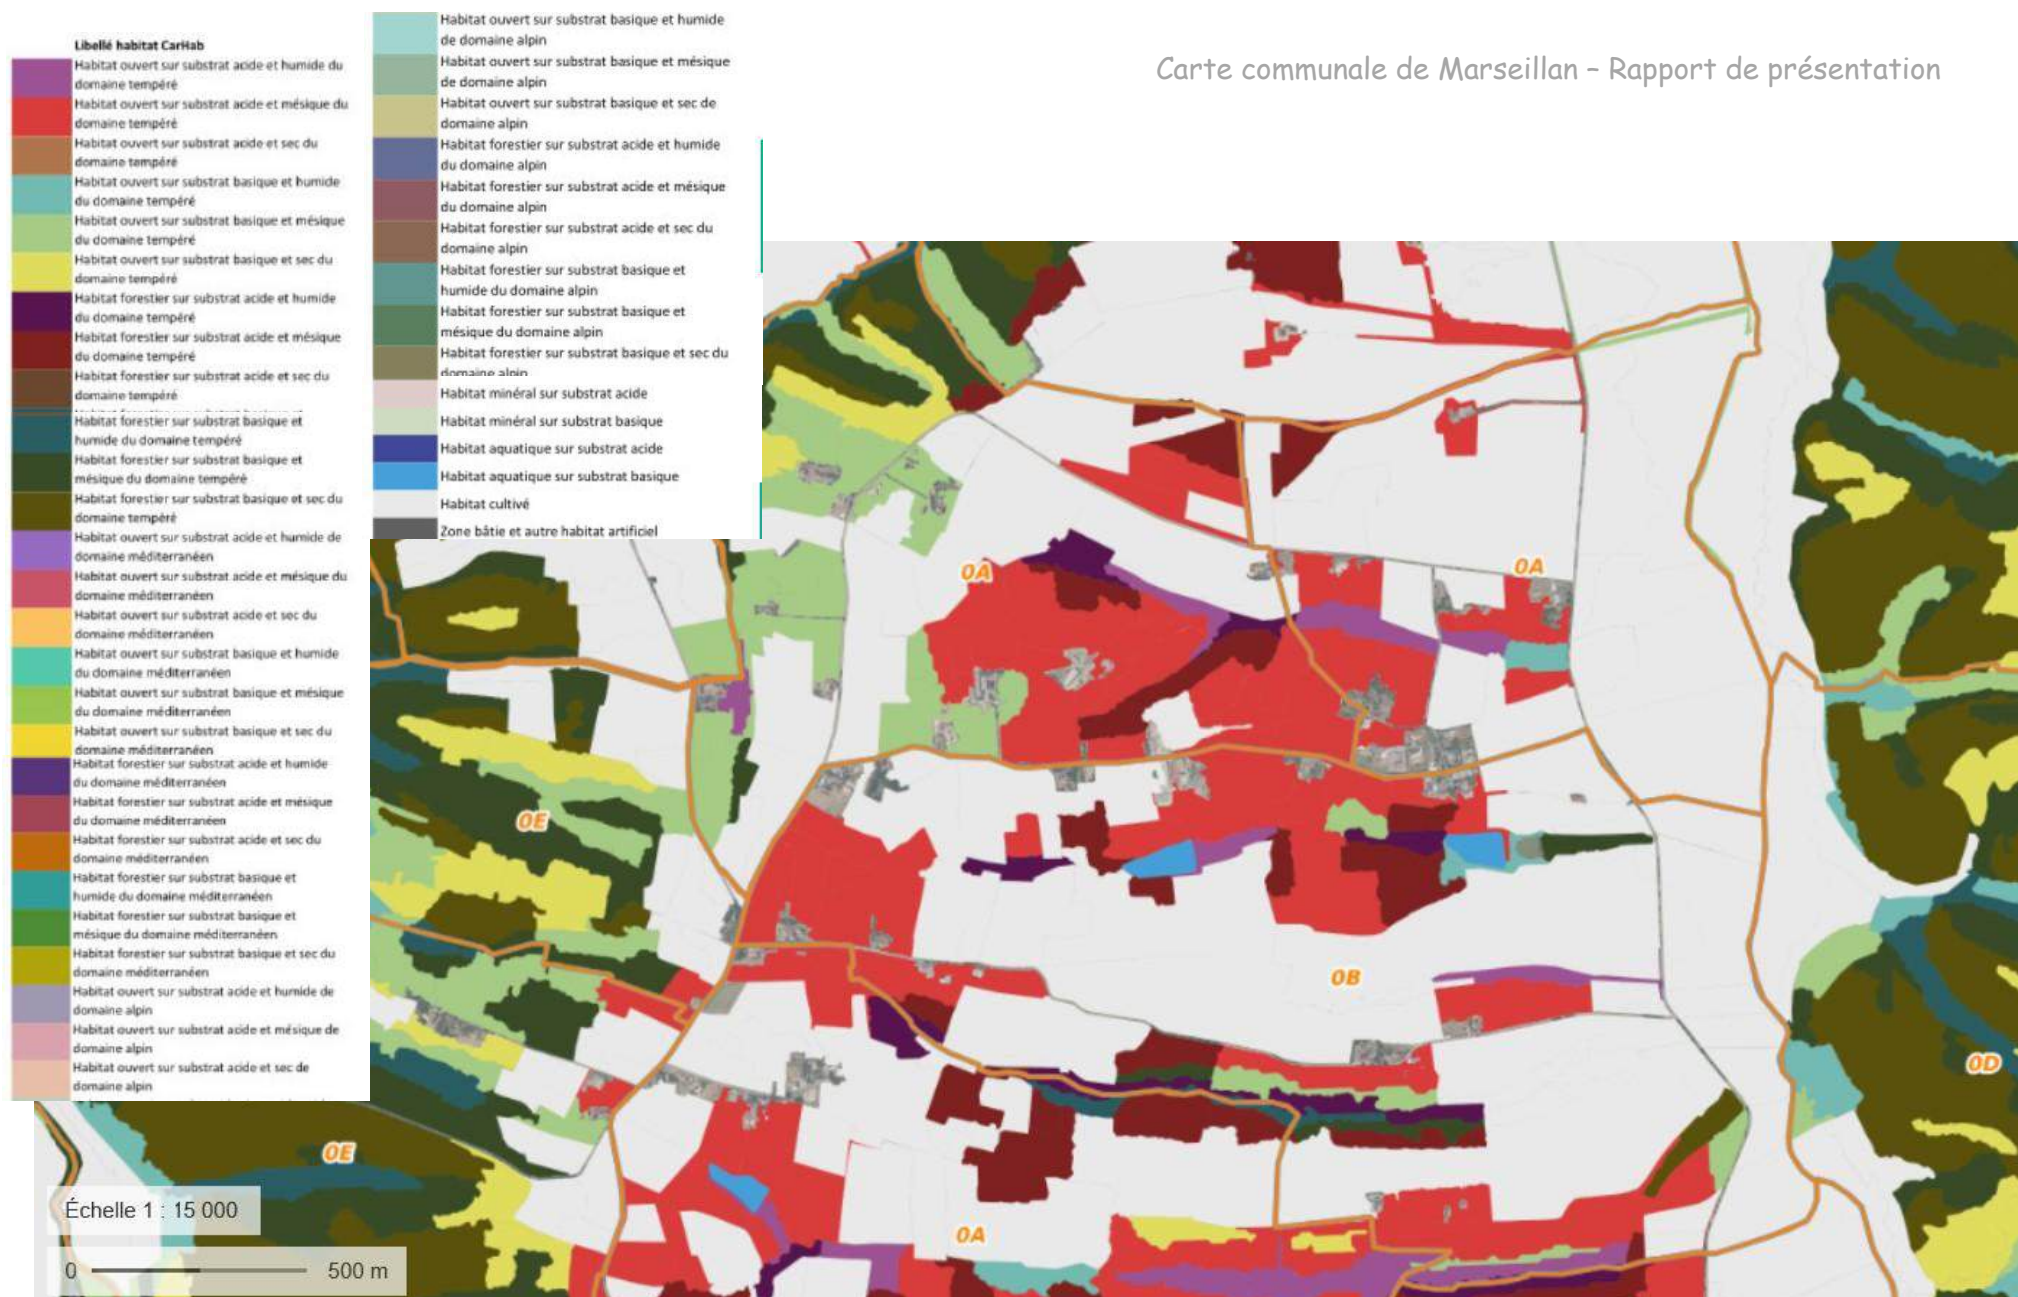 Carte communale de Marseillan – Rapport de présentation
Libellé habitat CarHab
Habitat ouvert sur substrat acide et humide du
domaine tempéré
Habitat ouvert sur substrat acide et mésique du
domaine tempéré
Habitat ouvert sur substrat acide et sec du
domaine tempéré
Habitat ouvert sur substrat basique et humide
du domaine tempéré
Habitat ouvert sur substrat basique et mésique
du domaine tempéré
Habitat ouvert sur substrat basique et sec du
domaine tempéré
Habitat forestier sur substrat acide et humide
du domaine tempéré
Habitat forestier sur substrat acide et mésique
du domaine tempéré
Habitat forestier sur substrat acide et sec du
domaine tempéré
Habitat forestier sur substrat basique et
humide du domaine tempéré
Habitat forestier sur substrat basique et
mésique du domaine tempéré
Habitat forestier sur substrat basique et sec du
domaine tempéré
Habitat ouvert sur substrat acide et humide de
domaine méditerranéen
Habitat ouvert sur substrat acide et mésique du
domaine méditerranéen
Habitat ouvert sur substrat acide et sec du
domaine méditerranéen
Habitat ouvert sur substrat basique et humide
du domaine méditerranéen
Habitat ouvert sur substrat basique et mésique
du domaine méditerranéen
Habitat ouvert sur substrat basique et sec du
domaine méditerranéen
Habitat forestier sur substrat acide et humide
du domaine méditerranéen
Habitat forestier sur substrat acide et mésique
du domaine méditerranéen
Habitat forestier sur substrat acide et sec du
domaine méditerranéen
Habitat forestier sur substrat basique et
humide du domaine méditerranéen
Habitat forestier sur substrat basique et
mésique du domaine méditerranéen
Habitat forestier sur substrat basique et sec du
domaine méditerranéen
Habitat ouvert sur substrat acide et humide de
domaine alpin
Habitat ouvert sur substrat acide et mésique de
domaine alpin
Habitat ouvert sur substrat acide et sec de
domaine alpin
Habitat ouvert sur substrat basique et humide
de domaine alpin
Habitat ouvert sur substrat basique et mésique
de domaine alpin
Habitat ouvert sur substrat basique et sec de
domaine alpin
Habitat forestier sur substrat acide et humide
du domaine alpin
Habitat forestier sur substrat acide et mésique
du domaine alpin
Habitat forestier sur substrat acide et sec du
domaine alpin
Habitat forestier sur substrat basique et
humide du domaine alpin
Habitat forestier sur substrat basique et
mésique du domaine alpin
Habitat forestier sur substrat basique et sec du
domaine alpin
Habitat minéral sur substrat acide
Habitat minéral sur substrat basique
Habitat aquatique sur substrat acide
Habitat aquatique sur substrat basique
Habitat cultivé
Zone bâtie et autre habitat artificiel
0A
0A
0E
0B
0D
0E
0A
Échelle 1 : 15 000
0 500 m